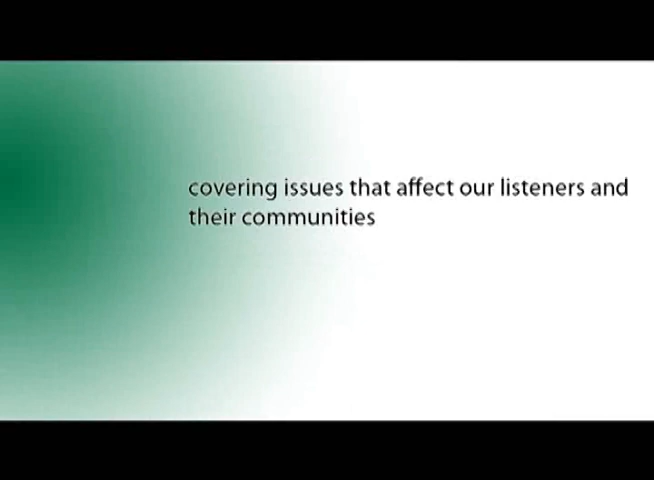 covering issues that affect our listeners and
their communities